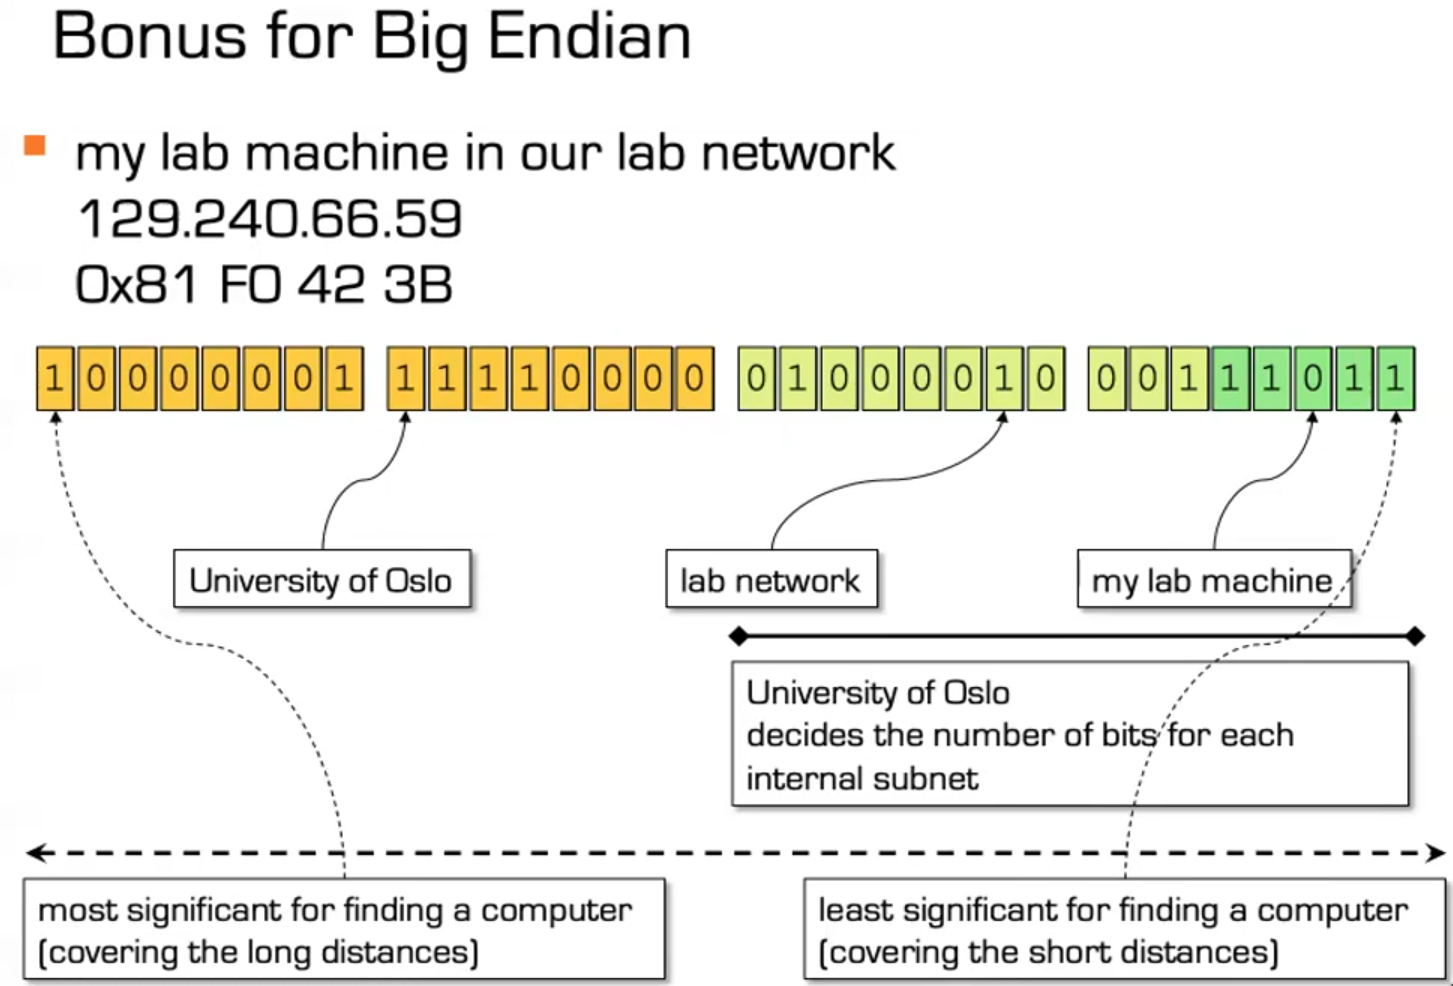 Bonus for Big Endian
my lab machine in our lab network
129.240.66.59
0x81 F0 42 3B
1 0 0 0 0 0 0 1 1 1 1 1 0 0 0 0 0 1 0 0 0 0 1 0 0 0 1 1 1 0 1 1
University of Oslo
lab network
my lab machine
University of Oslo
decides the number of bits for each
internal subnet
most significant for finding a computer
(covering the long distances)
least significant for finding a computer
(covering the short distances)